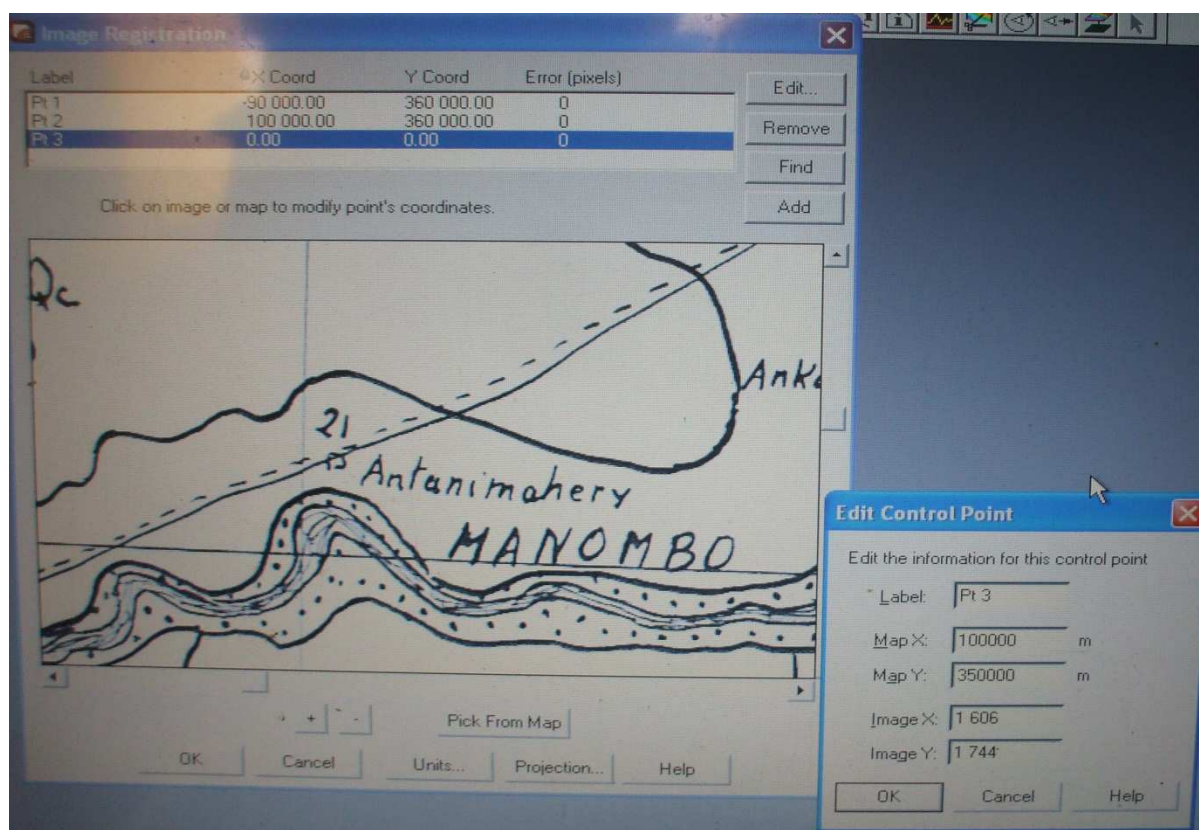 Image Registration
Label X Coord Y Coord Error (pixels)
Pt 1 -90 000.00 360 000.00 0
Pt 2 100 000.00 360 000.00 0
Pt 3 0.00 0.00 0
Edit...
Remove
Find
Add
Click on image or map to modify point's coordinates.
Qc
Anka
21
Antanimahery
MANOMBO
+ -
Pick From Map
OK Cancel Units... Projection... Help
Edit Control Point
Edit the information for this control point
Label: Pt 3
Map X: 100000 m
Map Y: 350000 m
Image X: 1 606
Image Y: 1 744
OK Cancel Help